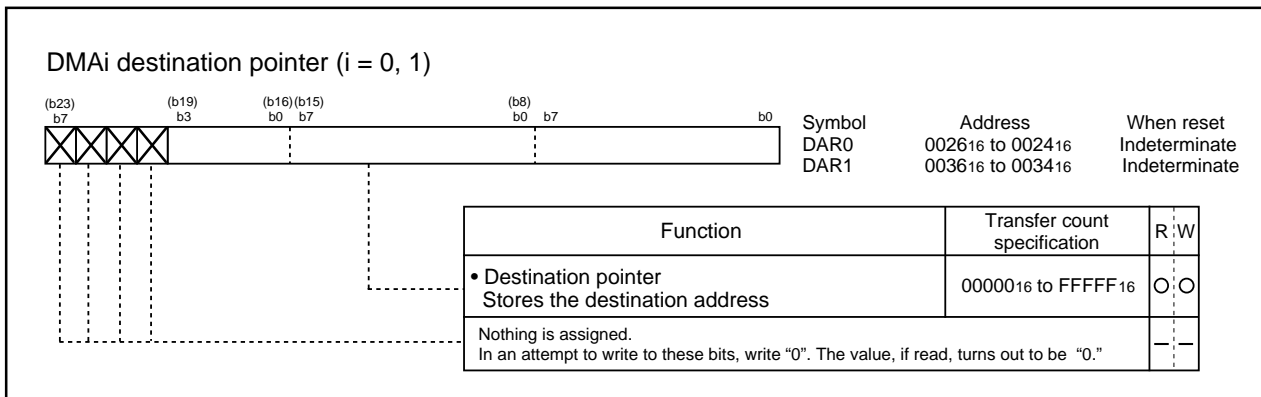 DMAi destination pointer (i = 0, 1)
(b23) (b19) (b16)(b15) (b8)
b7 b3 b0 b7 b0 b7 b0
Symbol Address When reset
DAR0 002616 to 002416 Indeterminate
DAR1 003616 to 003416 Indeterminate
Function Transfer count specification R W
• Destination pointer
Stores the destination address 0000016 to FFFFF16 O O
Nothing is assigned.
In an attempt to write to these bits, write “0”. The value, if read, turns out to be “0.” – –